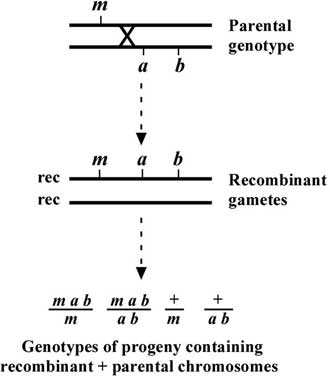 m
Parental
genotype
a b
rec m a b Recombinant
rec gametes
m a b m a b + +
m a b m a b
Genotypes of progeny containing
recombinant + parental chromosomes